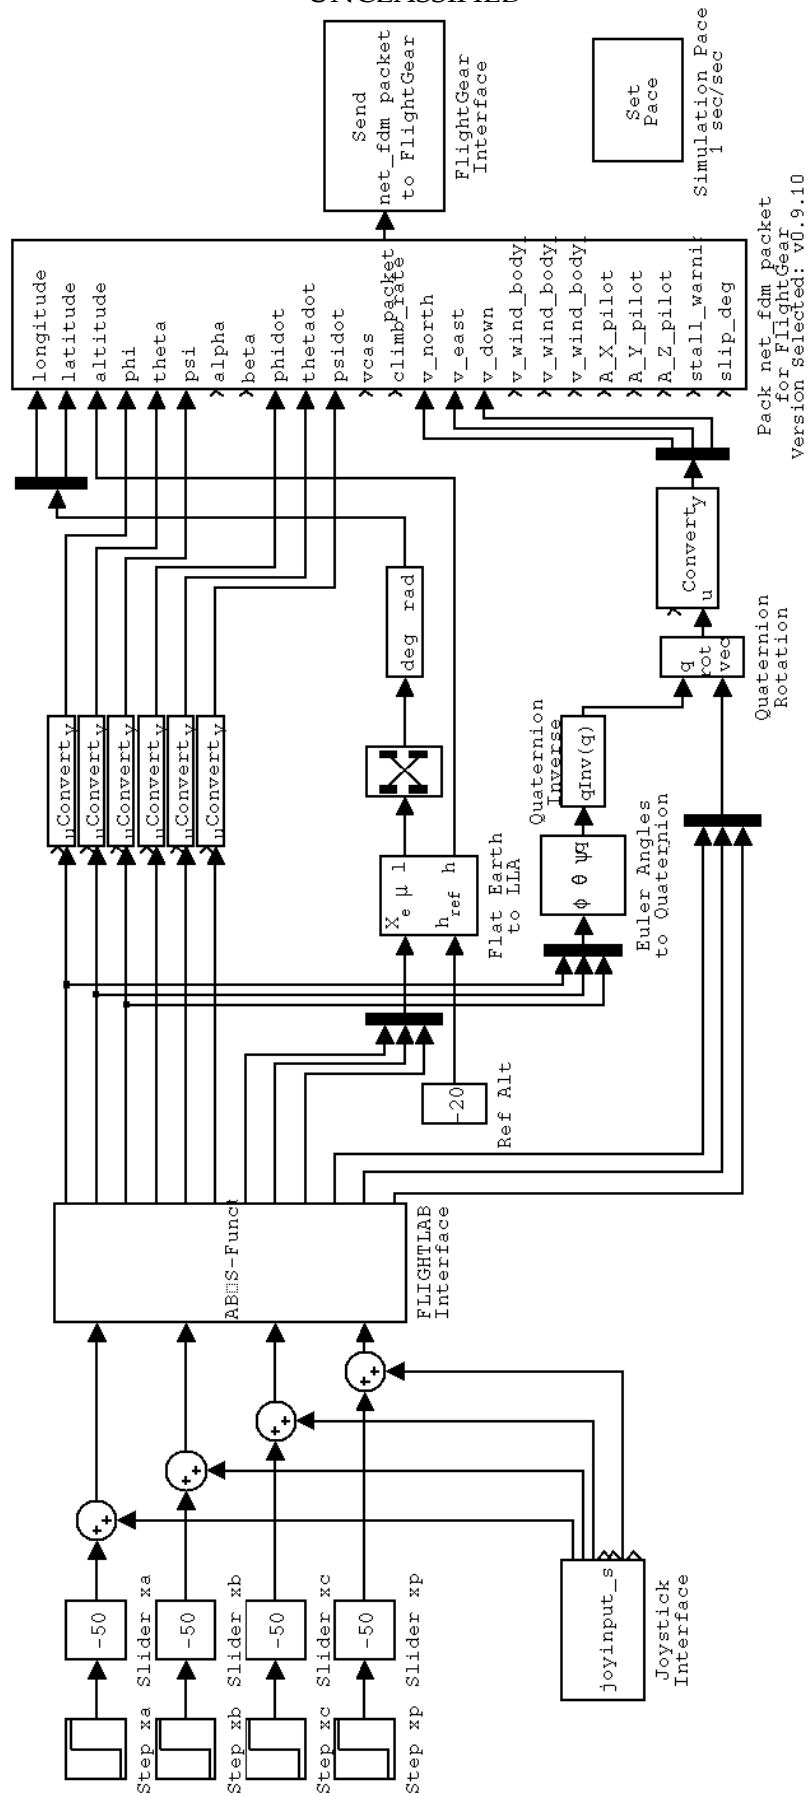 UNCLASSIFIED
Step xa
Step xb
Step xc
Step xp
-50
-50
-50
-50
Slider xa
Slider xb
Slider xc
Slider xp
joyinput_s
Joystick
Interface
FLIGHTLAB
Interface
-20
Ref Alt
Xe μ l
href h
Flat Earth
to LLA
deg rad
u Convert y
u Convert y
u Convert y
u Convert y
u Convert y
u Convert y
ϕ θ ψ q
Euler Angles
to Quaternion
qInv(q)
Quaternion
Inverse
q
rot
vec
Quaternion
Rotation
u Convert y
longitude
latitude
altitude
phi
theta
psi
alpha
beta
phidot
thetadot
psidot
vcas
climb_rate
packet
v_north
v_east
v_down
v_wind_body_
v_wind_body_
v_wind_body_
A_X_pilot
A_Y_pilot
A_Z_pilot
stall_warni
slip_deg
Pack net_fdm packet
for FlightGear
Version Selected: v0.9.10
Send
net_fdm packet
to FlightGear
FlightGear
Interface
Set
Pace
Simulation Pace
1 sec/sec